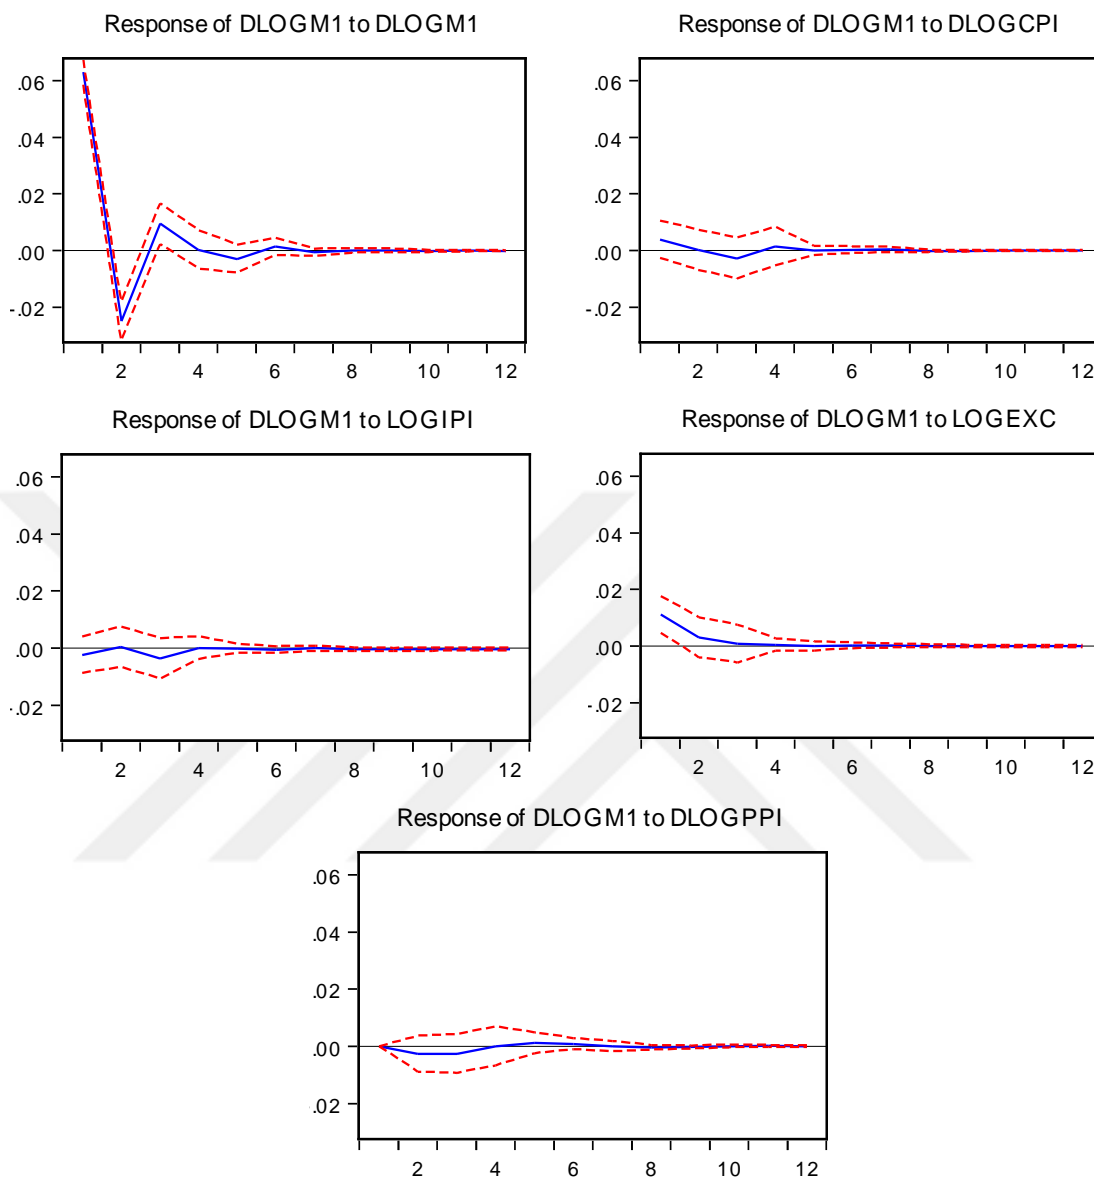 Response of DLOGM1 to DLOGM1
Response of DLOGM1 to DLOGCPI
.06
.04
.02
.00
-.02
2 4 6 8 10 12
.06
.04
.02
.00
-.02
2 4 6 8 10 12
Response of DLOGM1 to LOGIPI
Response of DLOGM1 to LOGEXC
.06
.04
.02
.00
-.02
2 4 6 8 10 12
.06
.04
.02
.00
-.02
2 4 6 8 10 12
Response of DLOGM1 to DLOGPPI
.06
.04
.02
.00
.02
2 4 6 8 10 12